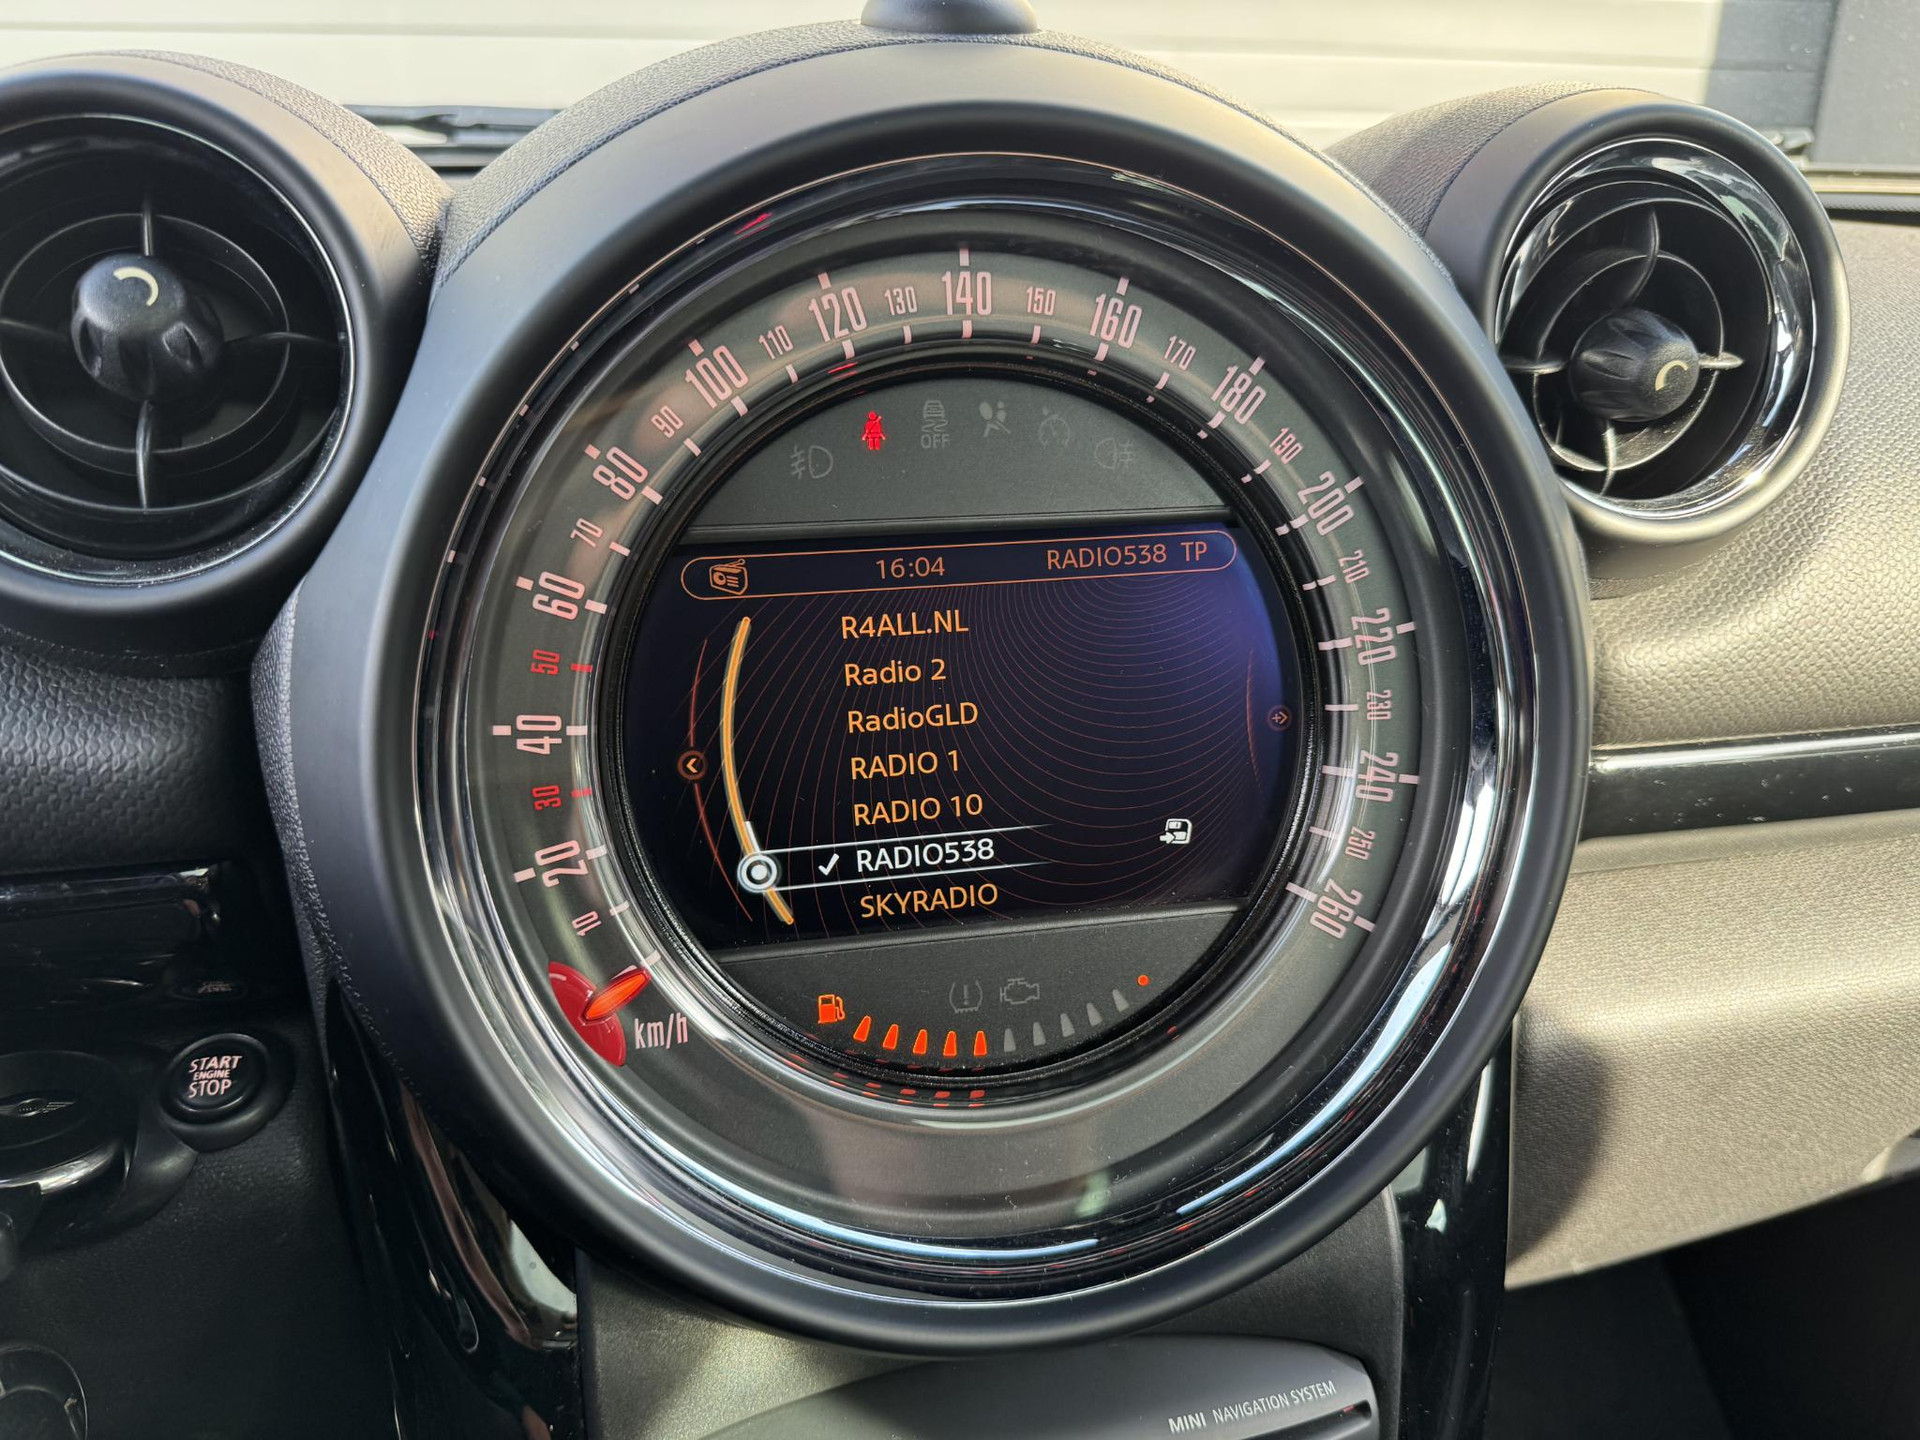 10
20
30
40
50
60
70
80
90
100
110
120
130
140
150
160
170
180
190
200
210
220
230
240
250
260
km/h
OFF
16:04 RADIO538 TP
R4ALL.NL
Radio 2
RadioGLD
RADIO 1
RADIO 10
✓ RADIO538
SKYRADIO
START
ENGINE
STOP
MINI NAVIGATION SYSTEM